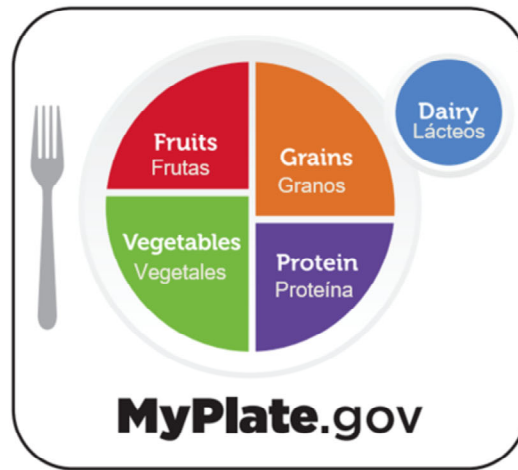 Fruits
Frutas
Grains
Granos
Dairy
Lácteos
Vegetables
Vegetales
Protein
Proteína
MyPlate.gov